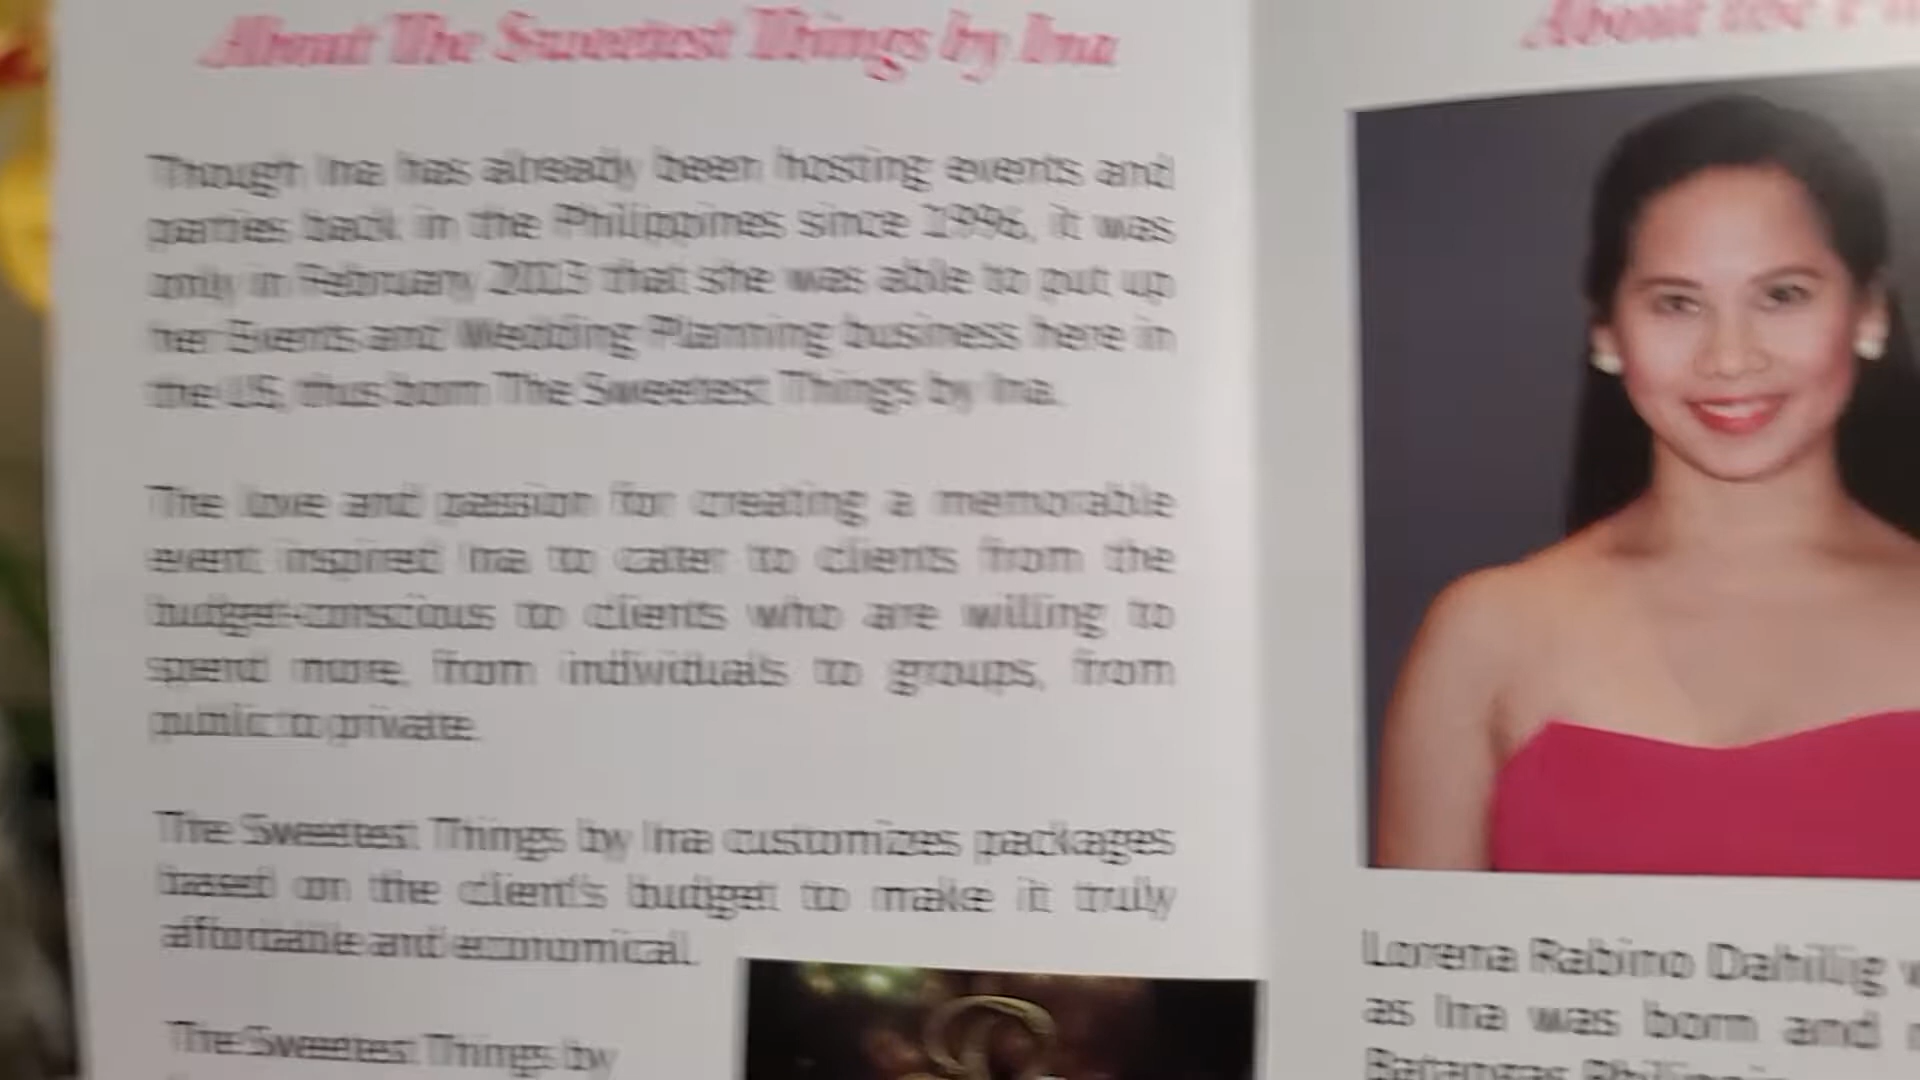 About The Sweetest Things by Ina
Though Ina has already been hosting events and
parties back in the Philippines since 1996, it was
only in February 2013 that she was able to put up
her Events and Wedding Planning business here in
the US, thus born The Sweetest Things by Ina.
The love and passion for creating a memorable
event inspired Ina to cater to clients from the
budget-conscious to clients who are willing to
spend more, from individuals to groups, from
public to private.
The Sweetest Things by Ina customizes packages
based on the client's budget to make it truly
affordable and economical.
The Sweetest Things by
About the
Lorena Rabino Dahilig
as Ina was born and
Batangas